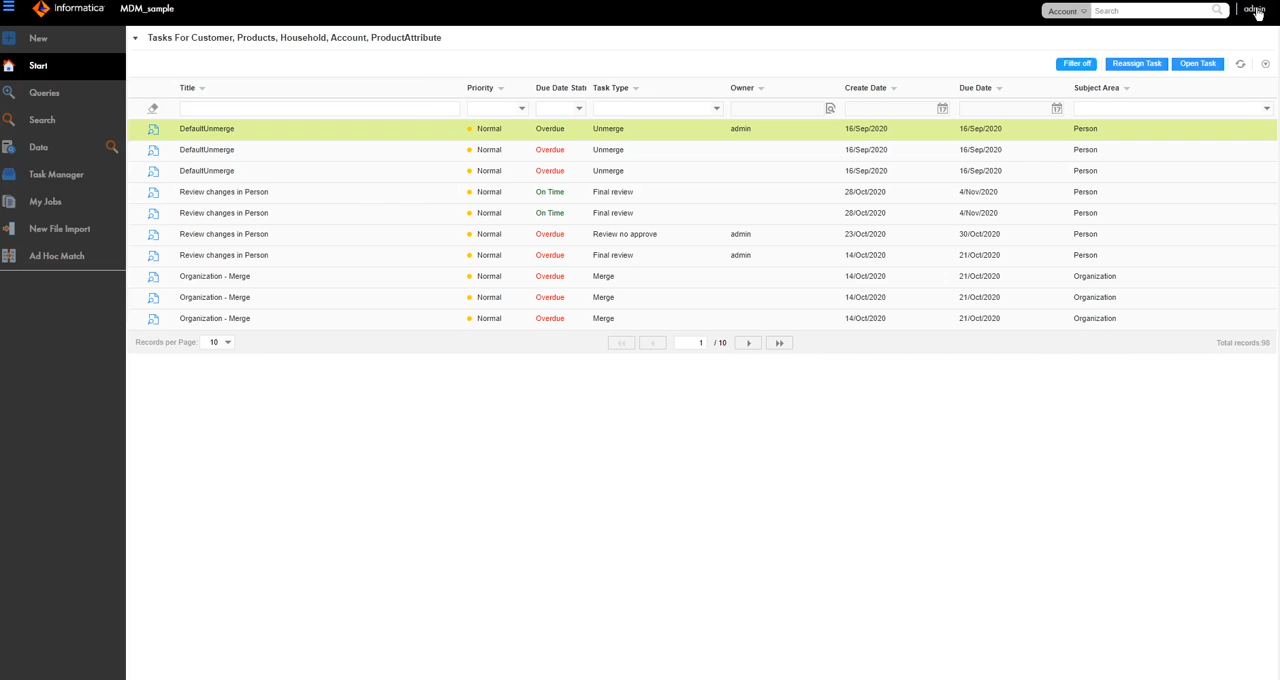 Informatica MDM_sample Account Search admin
New
Start
Queries
Search
Data
Task Manager
My Jobs
New File Import
Ad Hoc Match
Tasks For Customer, Products, Household, Account, ProductAttribute
Filter off Reassign Task Open Task
Title Priority Due Date Stat Task Type Owner Create Date Due Date Subject Area
17 17
DefaultUnmerge Normal Overdue Unmerge admin 16/Sep/2020 16/Sep/2020 Person
DefaultUnmerge Normal Overdue Unmerge 16/Sep/2020 16/Sep/2020 Person
DefaultUnmerge Normal Overdue Unmerge 16/Sep/2020 16/Sep/2020 Person
Review changes in Person Normal On Time Final review 28/Oct/2020 4/Nov/2020 Person
Review changes in Person Normal On Time Final review 28/Oct/2020 4/Nov/2020 Person
Review changes in Person Normal Overdue Review no approve admin 23/Oct/2020 30/Oct/2020 Person
Review changes in Person Normal Overdue Final review admin 14/Oct/2020 21/Oct/2020 Person
Organization - Merge Normal Overdue Merge 14/Oct/2020 21/Oct/2020 Organization
Organization - Merge Normal Overdue Merge 14/Oct/2020 21/Oct/2020 Organization
Organization - Merge Normal Overdue Merge 14/Oct/2020 21/Oct/2020 Organization
Records per Page: 10 1 / 10 Total records:98